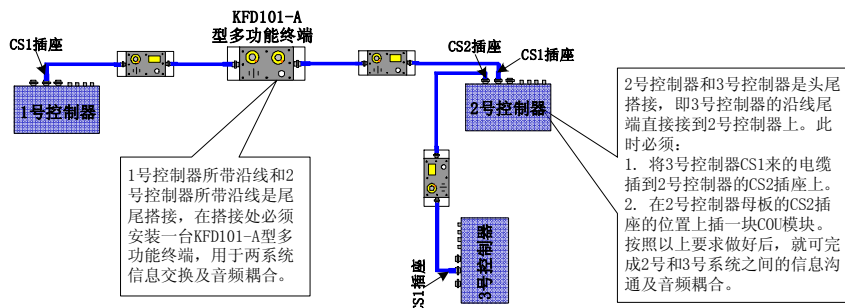 KFD101-A
型多功能终端
CS1插座
CS2插座
CS1插座
1号控制器
2号控制器
1号控制器所带沿线和2
号控制器所带沿线是尾
尾搭接，在搭接处必须
安装一台KFD101-A型多
功能终端，用于两系统
信息交换及音频耦合。
2号控制器和3号控制器是头尾
搭接，即3号控制器的沿线尾
端直接接到2号控制器上。此
时必须：
1. 将3号控制器CS1来的电缆
插到2号控制器的CS2插座上。
2. 在2号控制器母板的CS2插
座的位置上插一块COU模块。
按照以上要求做好后，就可完
成2号和3号系统之间的信息沟
通及音频耦合。
3号控制器
CS1插座